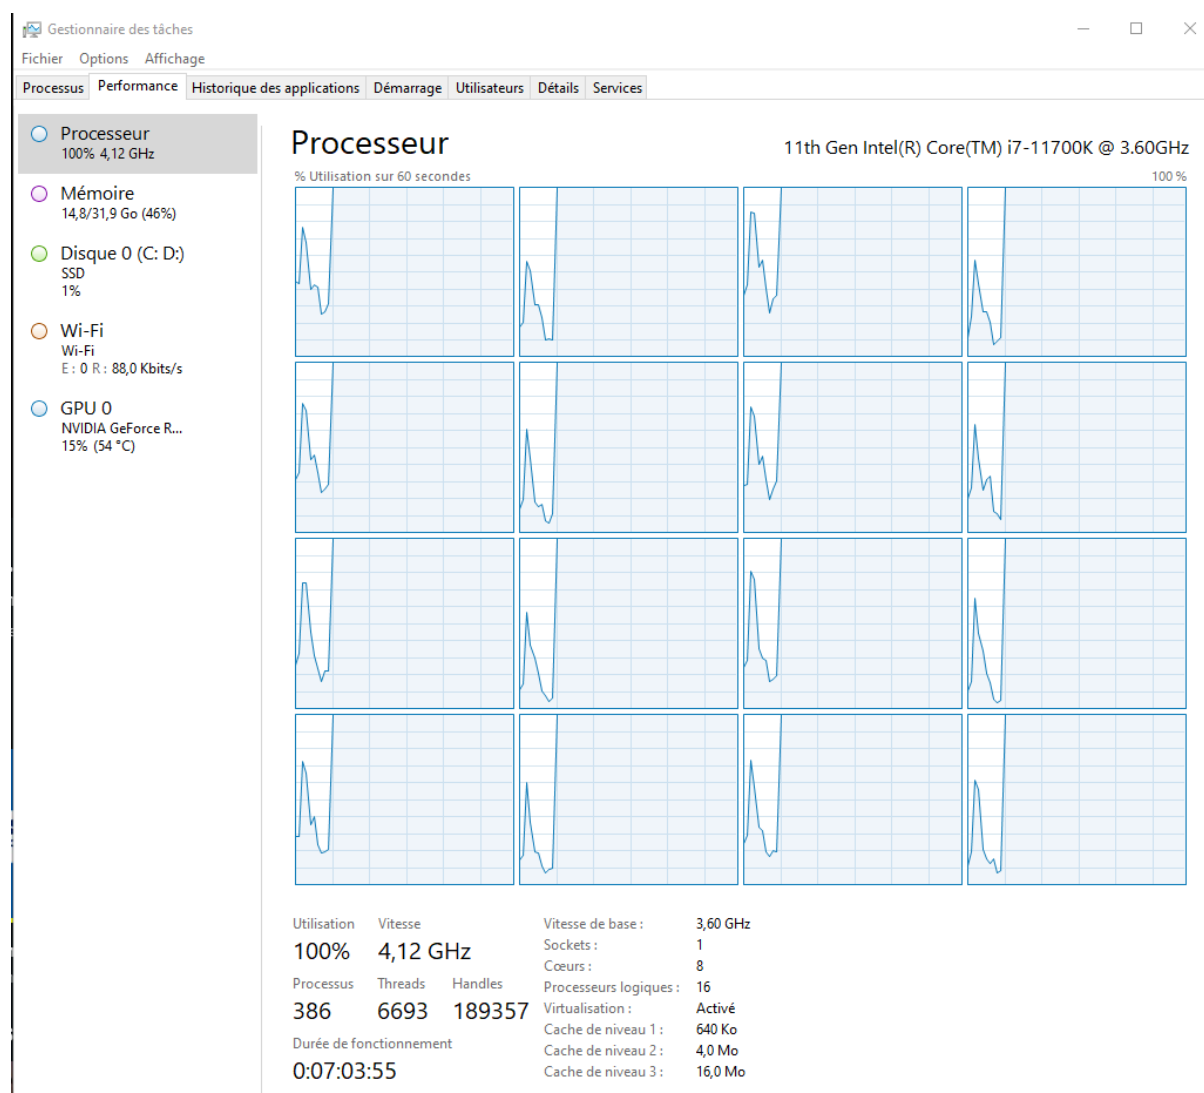 Gestionnaire des tâches
Fichier Options Affichage
Processus Performance Historique des applications Démarrage Utilisateurs Détails Services
Processeur
100% 4,12 GHz
Mémoire
14,8/31,9 Go (46%)
Disque 0 (C: D:)
SSD
1%
Wi-Fi
Wi-Fi
E : 0 R : 88,0 Kbits/s
GPU 0
NVIDIA GeForce R...
15% (54 °C)
Processeur 11th Gen Intel(R) Core(TM) i7-11700K @ 3.60GHz
% Utilisation sur 60 secondes 100 %
Utilisation Vitesse
100% 4,12 GHz
Processus Threads Handles
386 6693 189357
Durée de fonctionnement
0:07:03:55
Vitesse de base : 3,60 GHz
Sockets : 1
Cœurs : 8
Processeurs logiques : 16
Virtualisation : Activé
Cache de niveau 1 : 640 Ko
Cache de niveau 2 : 4,0 Mo
Cache de niveau 3 : 16,0 Mo